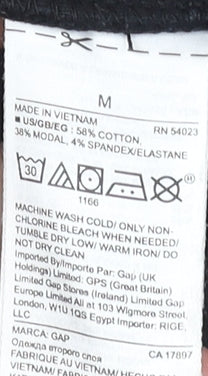 M
MADE IN VIETNAM RN 54023
■ US/GB/EG : 58% COTTON,
38% MODAL, 4% SPANDEX/ELASTANE
30
1166
MACHINE WASH COLD/ ONLY NON-
CHLORINE BLEACH WHEN NEEDED/
TUMBLE DRY LOW/ WARM IRON/ DO
NOT DRY CLEAN
Imported By/Importe Par: Gap (UK
Holdings) Limited: GPS (Great Britain)
Limited Gap Stores (Ireland) Limited Gap
Europe Limited All at 103 Wigmore Street,
London, W1U 1QS Egypt Importer: RIGE,
LLC
MARCA: GAP CA 17897
Одежда второго слоя
FABRIQUE AU VIETNAM/
VIETNAM/